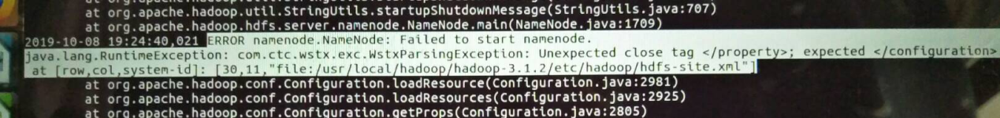 at org.apache.hadoop.util.StringUtils.startupShutdownMessage(StringUtils.java:707)
at org.apache.hadoop.hdfs.server.namenode.NameNode.main(NameNode.java:1709)
2019-10-08 19:24:40,021 ERROR namenode.NameNode: Failed to start namenode.
java.lang.RuntimeException: com.ctc.wstx.exc.WstxParsingException: Unexpected close tag </property>; expected </configuration>
at [row,col,system-id]: [30,11,"file:/usr/local/hadoop/hadoop-3.1.2/etc/hadoop/hdfs-site.xml"]
at org.apache.hadoop.conf.Configuration.loadResource(Configuration.java:2981)
at org.apache.hadoop.conf.Configuration.loadResources(Configuration.java:2925)
at org.apache.hadoop.conf.Configuration.getProps(Configuration.java:2805)